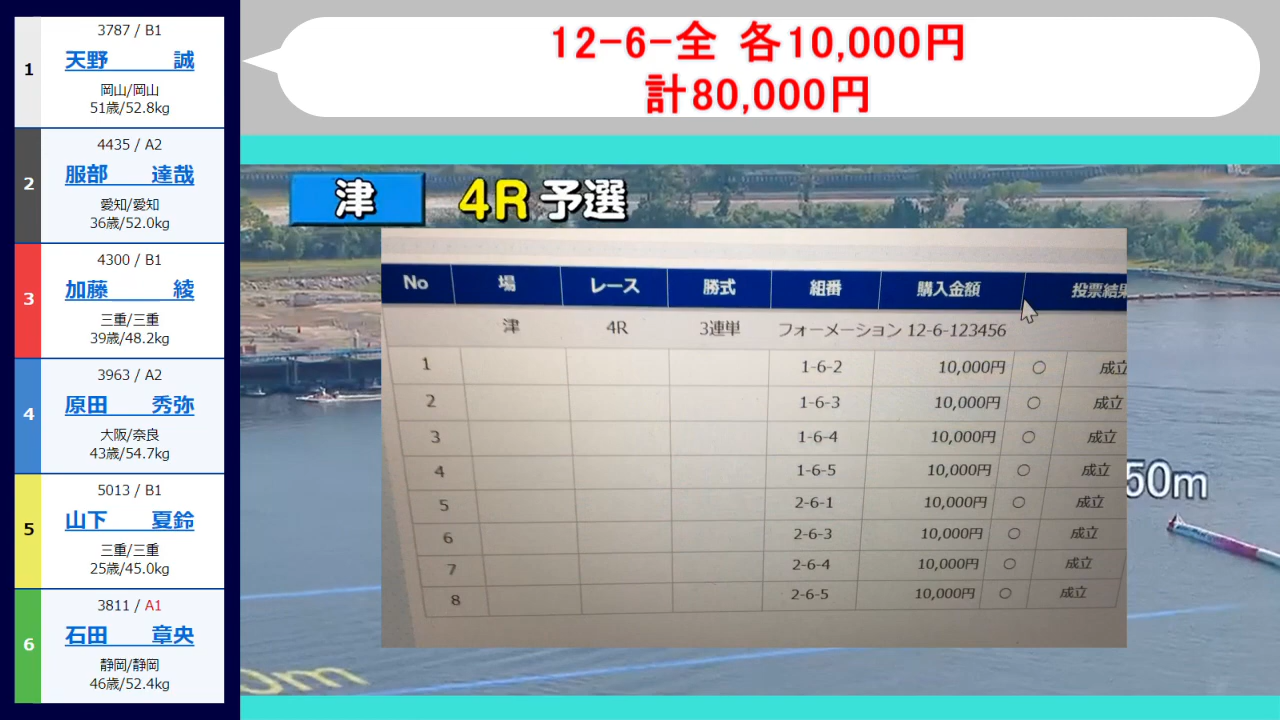 1
3787 / B1
天野 誠
岡山/岡山
51歳/52.8kg
2
4435 / A2
服部 達哉
愛知/愛知
36歳/52.0kg
3
4300 / B1
加藤 綾
三重/三重
39歳/48.2kg
4
3963 / A2
原田 秀弥
大阪/奈良
43歳/54.7kg
5
5013 / B1
山下 夏鈴
三重/三重
25歳/45.0kg
6
3811 / A1
石田 章央
静岡/静岡
46歳/52.4kg
12-6-全 各10,000円
計80,000円
津 4R 予選
No 場 レース 勝式 組番 購入金額 投票結果
津 4R 3連単 フォーメーション 12-6-123456
1 1-6-2 10,000円 ○ 成立
2 1-6-3 10,000円 ○ 成立
3 1-6-4 10,000円 ○ 成立
4 1-6-5 10,000円 ○ 成立
5 2-6-1 10,000円 ○ 成立
6 2-6-3 10,000円 ○ 成立
7 2-6-4 10,000円 ○ 成立
8 2-6-5 10,000円 ○ 成立
50m
0m